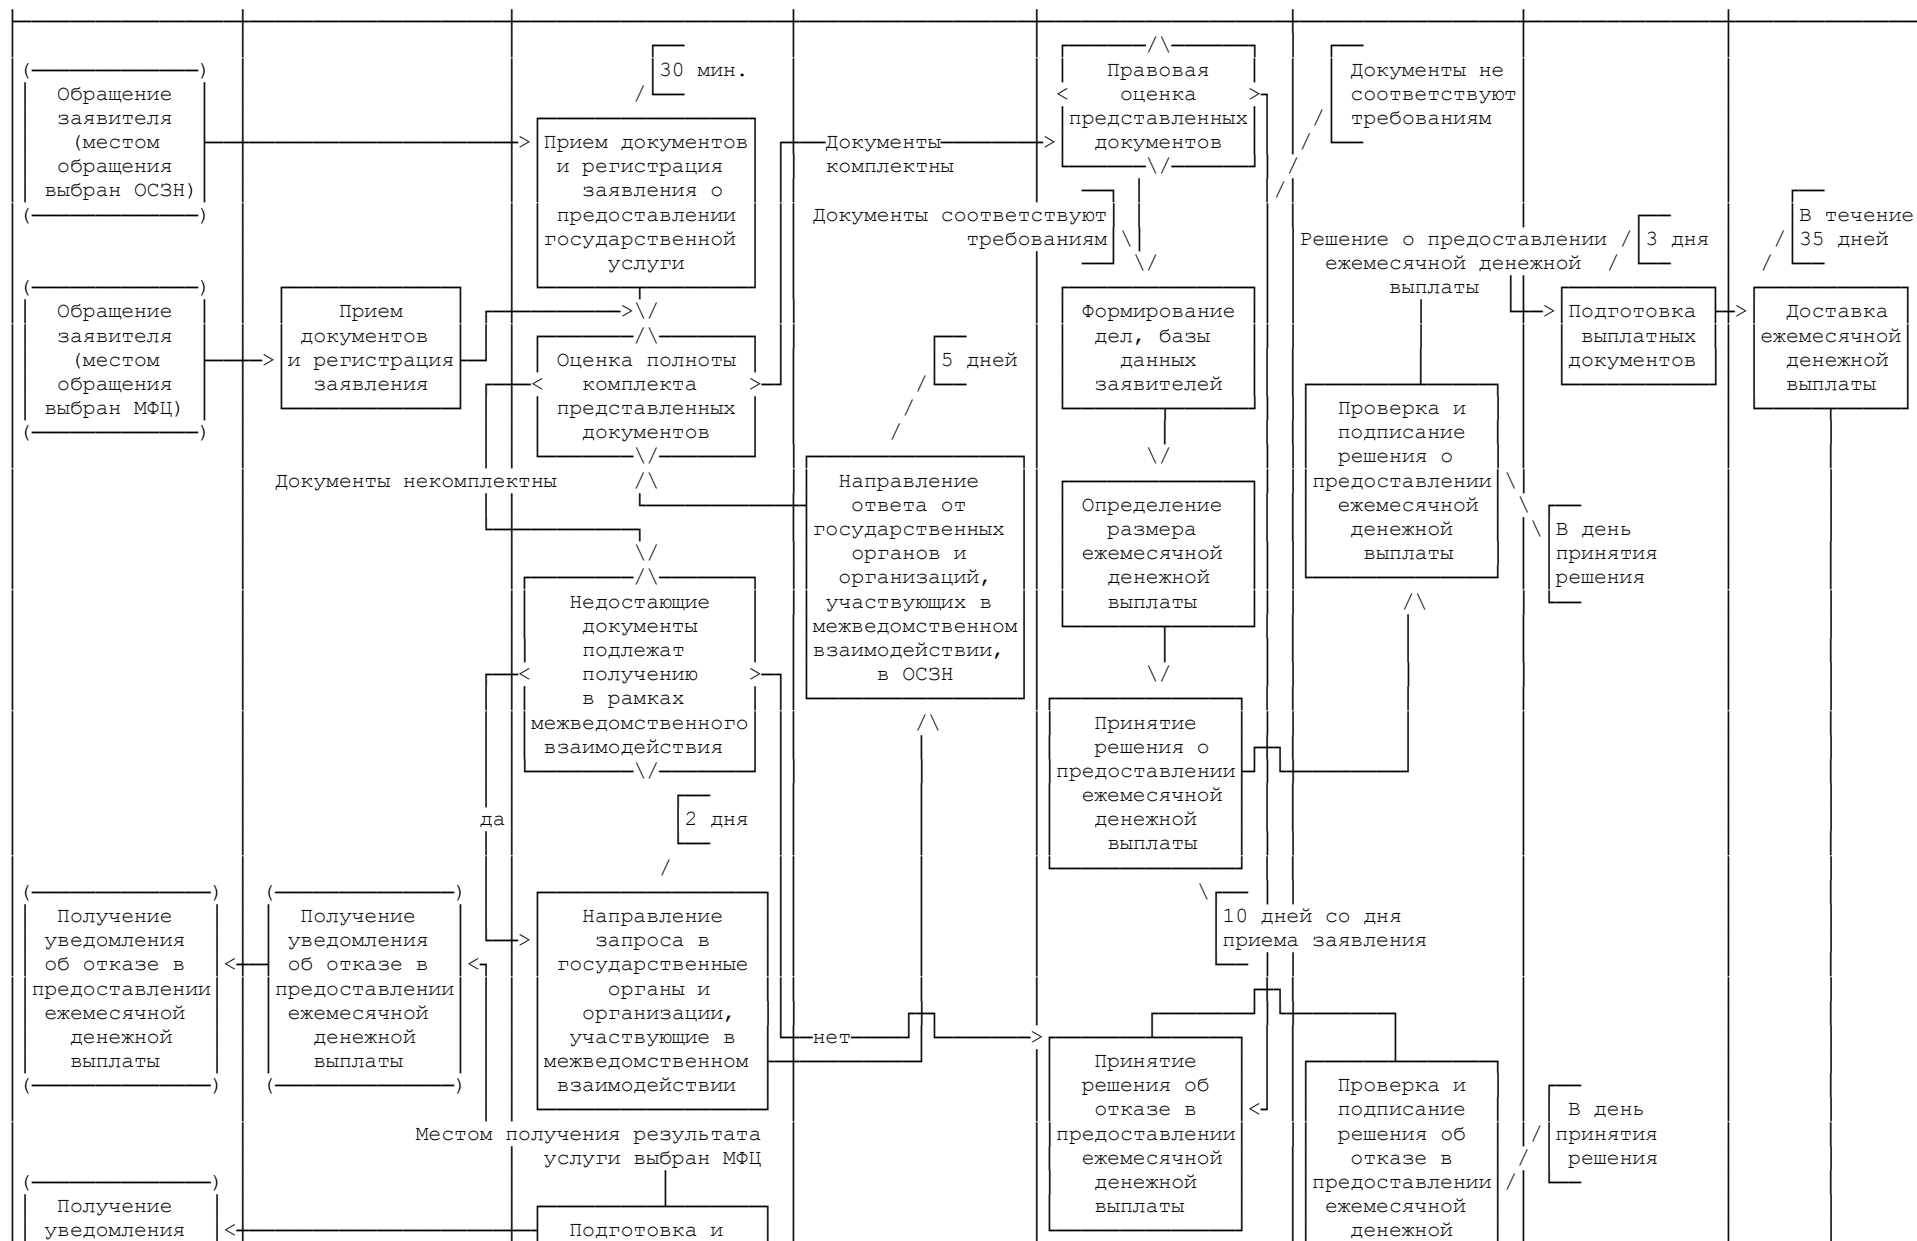 30 мин.
Обращение
заявителя
(местом
обращения
выбран ОСЗН)
Прием документов
и регистрация
заявления о
предоставлении
государственной
услуги
Документы
комплектны
Правовая
оценка
представленных
документов
Документы не
соответствуют
требованиям
Документы соответствуют
требованиям
Решение о предоставлении
ежемесячной денежной
выплаты
3 дня
В течение
35 дней
Обращение
заявителя
(местом
обращения
выбран МФЦ)
Прием
документов
и регистрация
заявления
Оценка полноты
комплекта
представленных
документов
5 дней
Формирование
дел, базы
данных
заявителей
Подготовка
выплатных
документов
Доставка
ежемесячной
денежной
выплаты
Документы некомплектны
Направление
ответа от
государственных
органов и
организаций,
участвующих в
межведомственном
взаимодействии,
в ОСЗН
Определение
размера
ежемесячной
денежной
выплаты
Проверка и
подписание
решения о
предоставлении
ежемесячной
денежной
выплаты
В день
принятия
решения
Недостающие
документы
подлежат
получению
в рамках
межведомственного
взаимодействия
Принятие
решения о
предоставлении
ежемесячной
денежной
выплаты
да
2 дня
10 дней со дня
приема заявления
Получение
уведомления
об отказе в
предоставлении
ежемесячной
денежной
выплаты
Получение
уведомления
об отказе в
предоставлении
ежемесячной
денежной
выплаты
Направление
запроса в
государственные
органы и
организации,
участвующие в
межведомственном
взаимодействии
нет
Принятие
решения об
отказе в
предоставлении
ежемесячной
денежной
выплаты
Проверка и
подписание
решения об
отказе в
предоставлении
ежемесячной
денежной
В день
принятия
решения
Местом получения результата
услуги выбран МФЦ
Получение
уведомления
Подготовка и